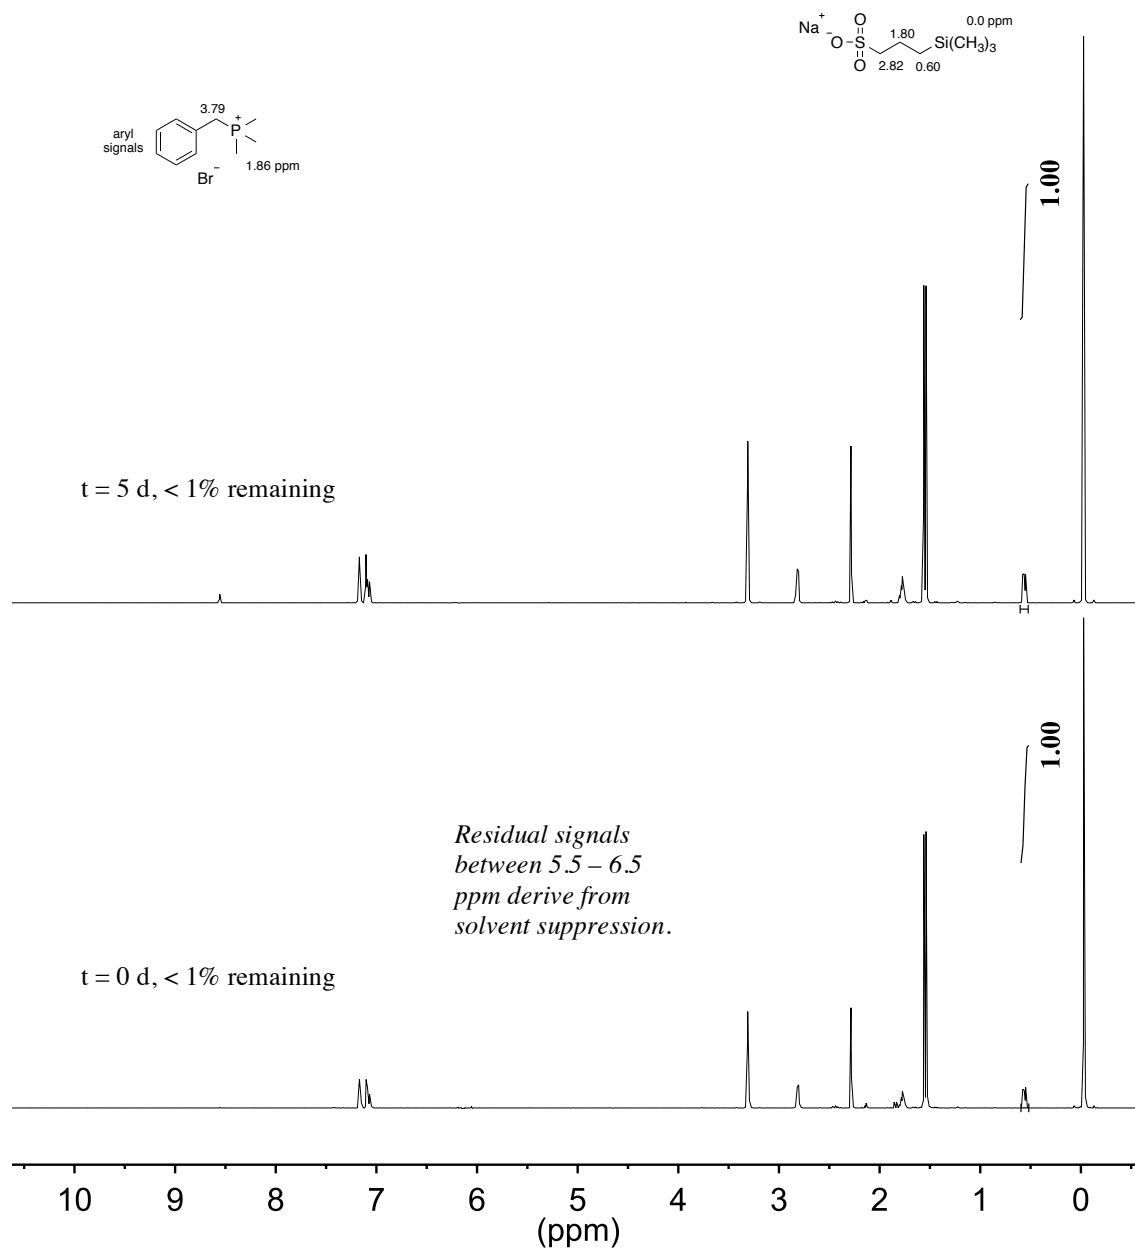 Na+
-O-S
O
O
1.80
2.82
0.60
Si(CH3)3
0.0 ppm
aryl
signals
3.79
P+
1.86 ppm
Br−
1.00
t = 5 d, < 1% remaining
1.00
Residual signals
between 5.5 – 6.5
ppm derive from
solvent suppression.
t = 0 d, < 1% remaining
10 9 8 7 6 5 4 3 2 1 0
(ppm)